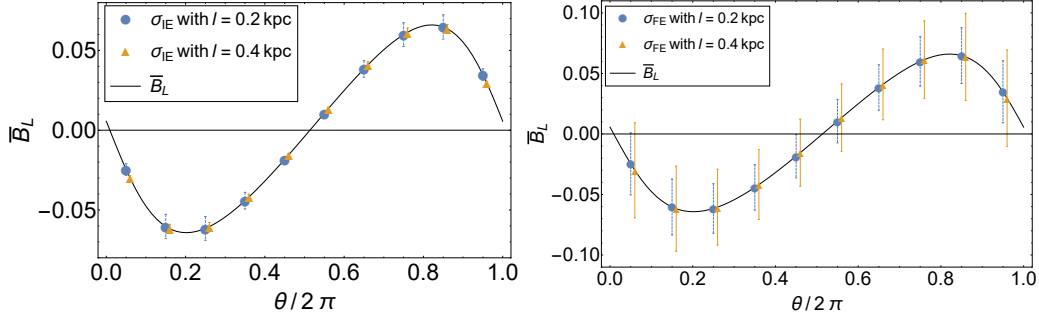 σIE with l = 0.2 kpc
σIE with l = 0.4 kpc
B̅L
0.05
0.00
−0.05
B̅L
0.0 0.2 0.4 0.6 0.8 1.0
θ/2 π
σFE with l = 0.2 kpc
σFE with l = 0.4 kpc
B̅L
0.10
0.05
0.00
−0.05
−0.10
B̅L
0.0 0.2 0.4 0.6 0.8 1.0
θ/2 π